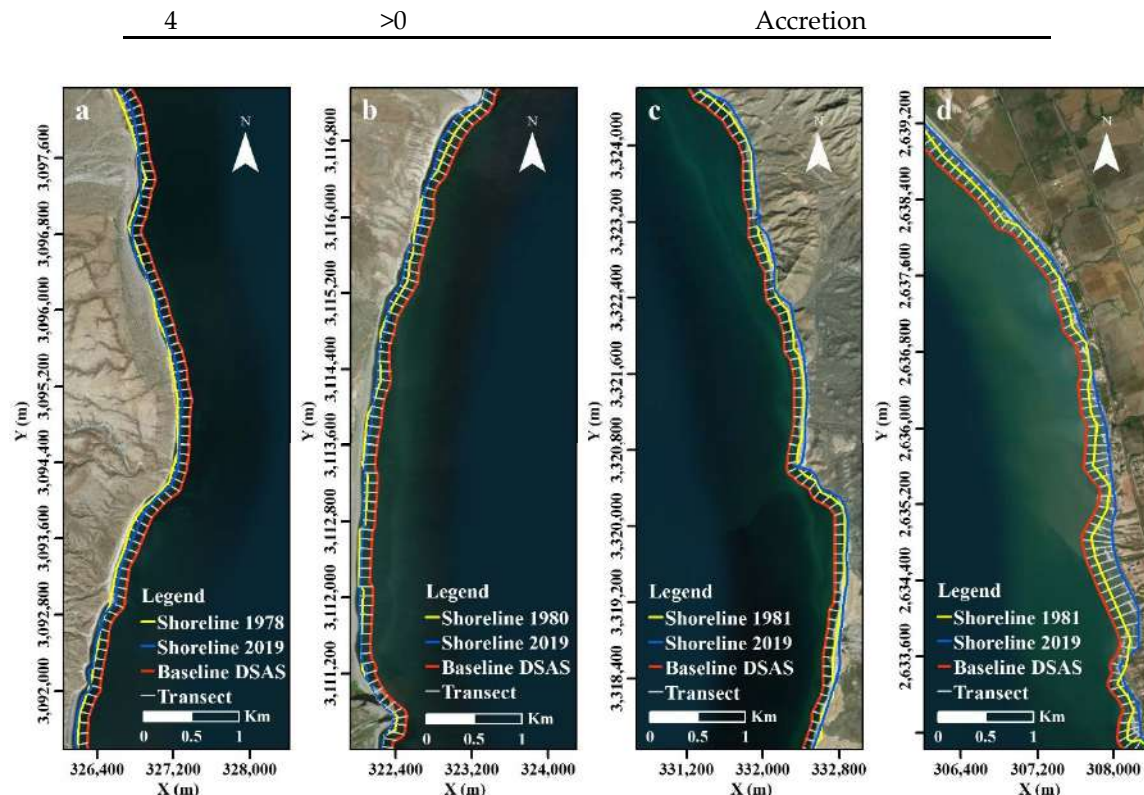 4 >0 Accretion
a
N
Y (m)
3,097,600
3,096,800
3,096,000
3,095,200
3,094,400
3,093,600
3,092,800
3,092,000
Legend
Shoreline 1978
Shoreline 2019
Baseline DSAS
Transect
Km
0 0.5 1
326,400 327,200 328,000
X (m)
b
N
Y (m)
3,116,800
3,116,000
3,115,200
3,114,400
3,113,600
3,112,800
3,112,000
3,111,200
Legend
Shoreline 1980
Shoreline 2019
Baseline DSAS
Transect
Km
0 0.5 1
322,400 323,200 324,000
X (m)
c
N
Y (m)
3,324,000
3,323,200
3,322,400
3,321,600
3,320,800
3,320,000
3,319,200
3,318,400
Legend
Shoreline 1981
Shoreline 2019
Baseline DSAS
Transect
Km
0 0.5 1
331,200 332,000 332,800
X (m)
d
N
Y (m)
2,639,200
2,638,400
2,637,600
2,636,800
2,636,000
2,635,200
2,634,400
2,633,600
Legend
Shoreline 1981
Shoreline 2019
Baseline DSAS
Transect
Km
0 0.5 1
306,400 307,200 308,000
X (m)